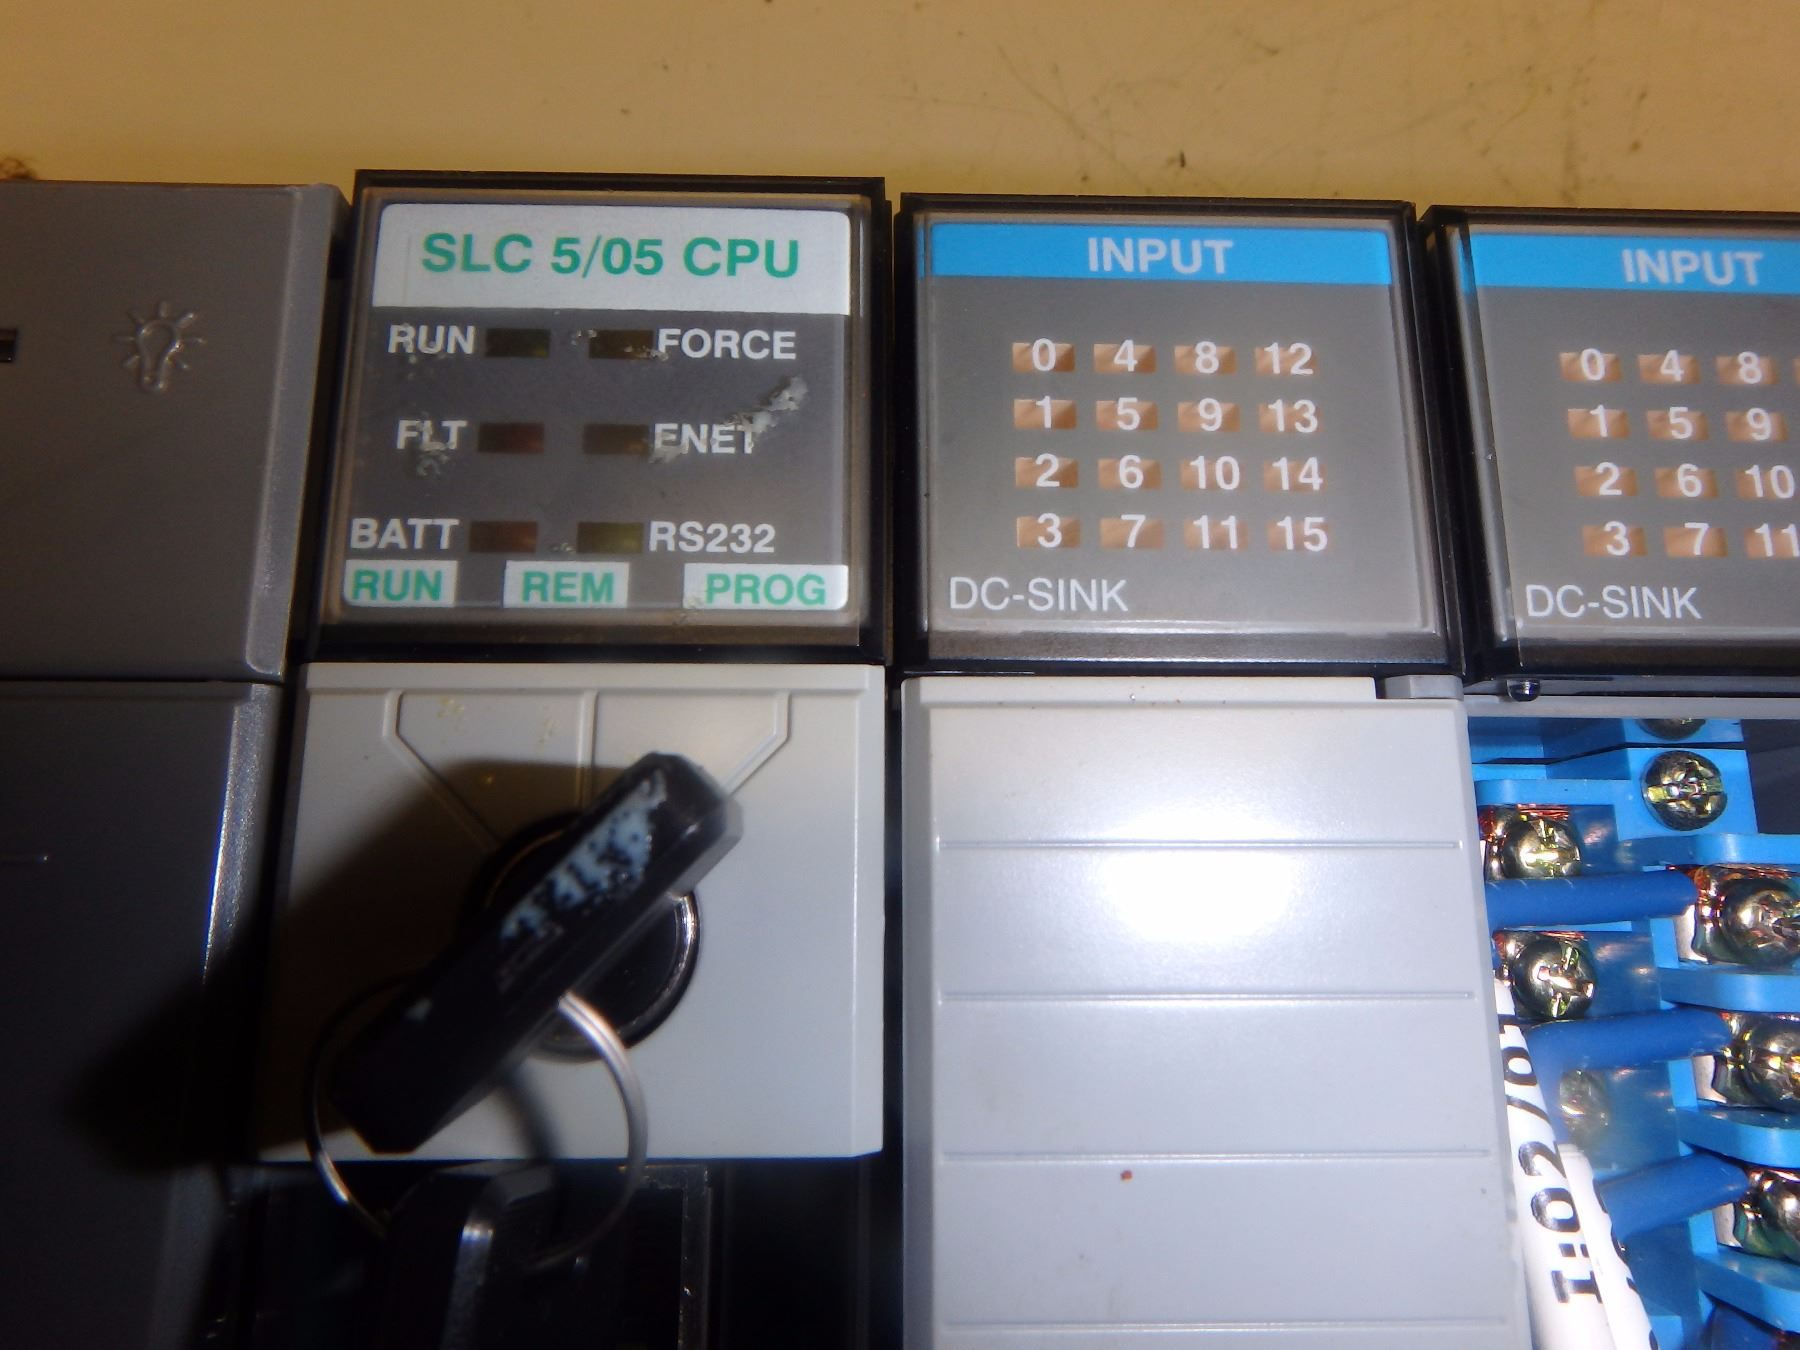 SLC 5/05 CPU
RUN FORCE
FLT ENET
BATT RS232
RUN REM PROG
INPUT
0 4 8 12
1 5 9 13
2 6 10 14
3 7 11 15
DC-SINK
INPUT
0 4 8
1 5 9
2 6 10
3 7 11
DC-SINK